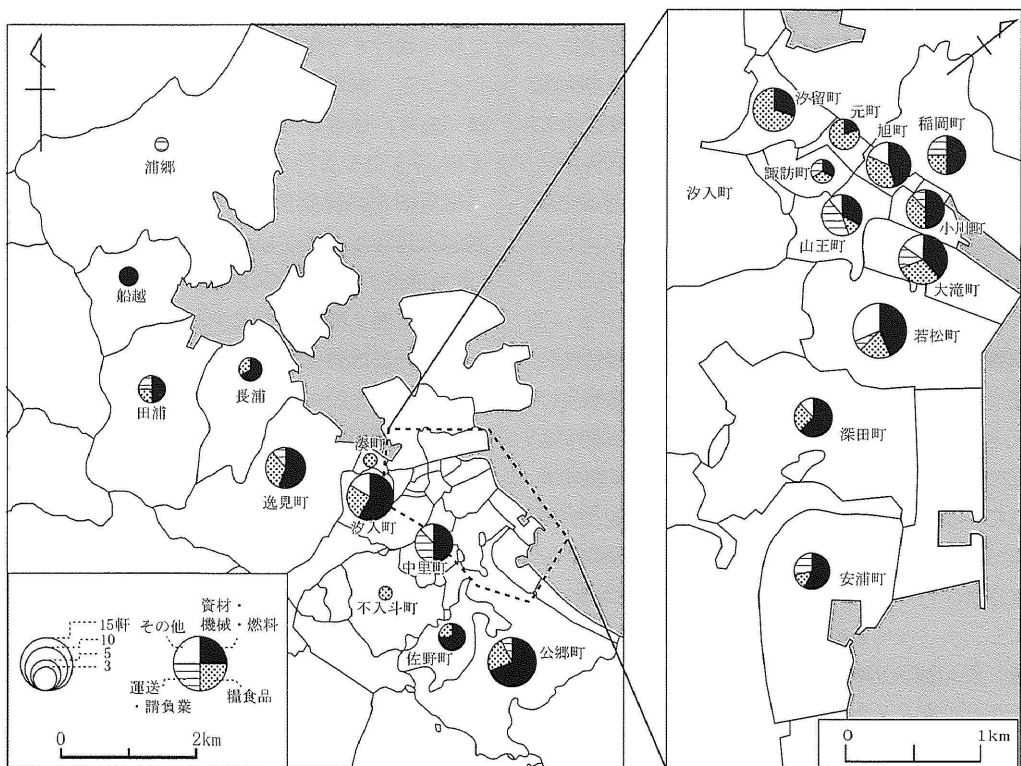 浦郷
船越
田浦
長浦
逸見町
湊町
汐入町
中里町
不入斗町
佐野町
公郷町
15軒
10
5
3
その他
資材
機械・燃料
運送
・請負業
糧食品
0
2km
汐留町
元町
旭町
稲岡町
諏訪町
汐入町
山王町
小川町
大滝町
若松町
深田町
安浦町
0
1km